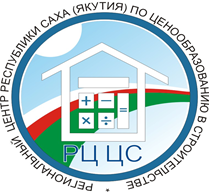 РЕГИОНАЛЬНЫЙ ЦЕНТР РЕСПУБЛИКИ САХА (ЯКУТИЯ) ПО ЦЕНООБРАЗОВАНИЮ В СТРОИТЕЛЬСТВЕ
+ −
× ÷ =
РЦ ЦС